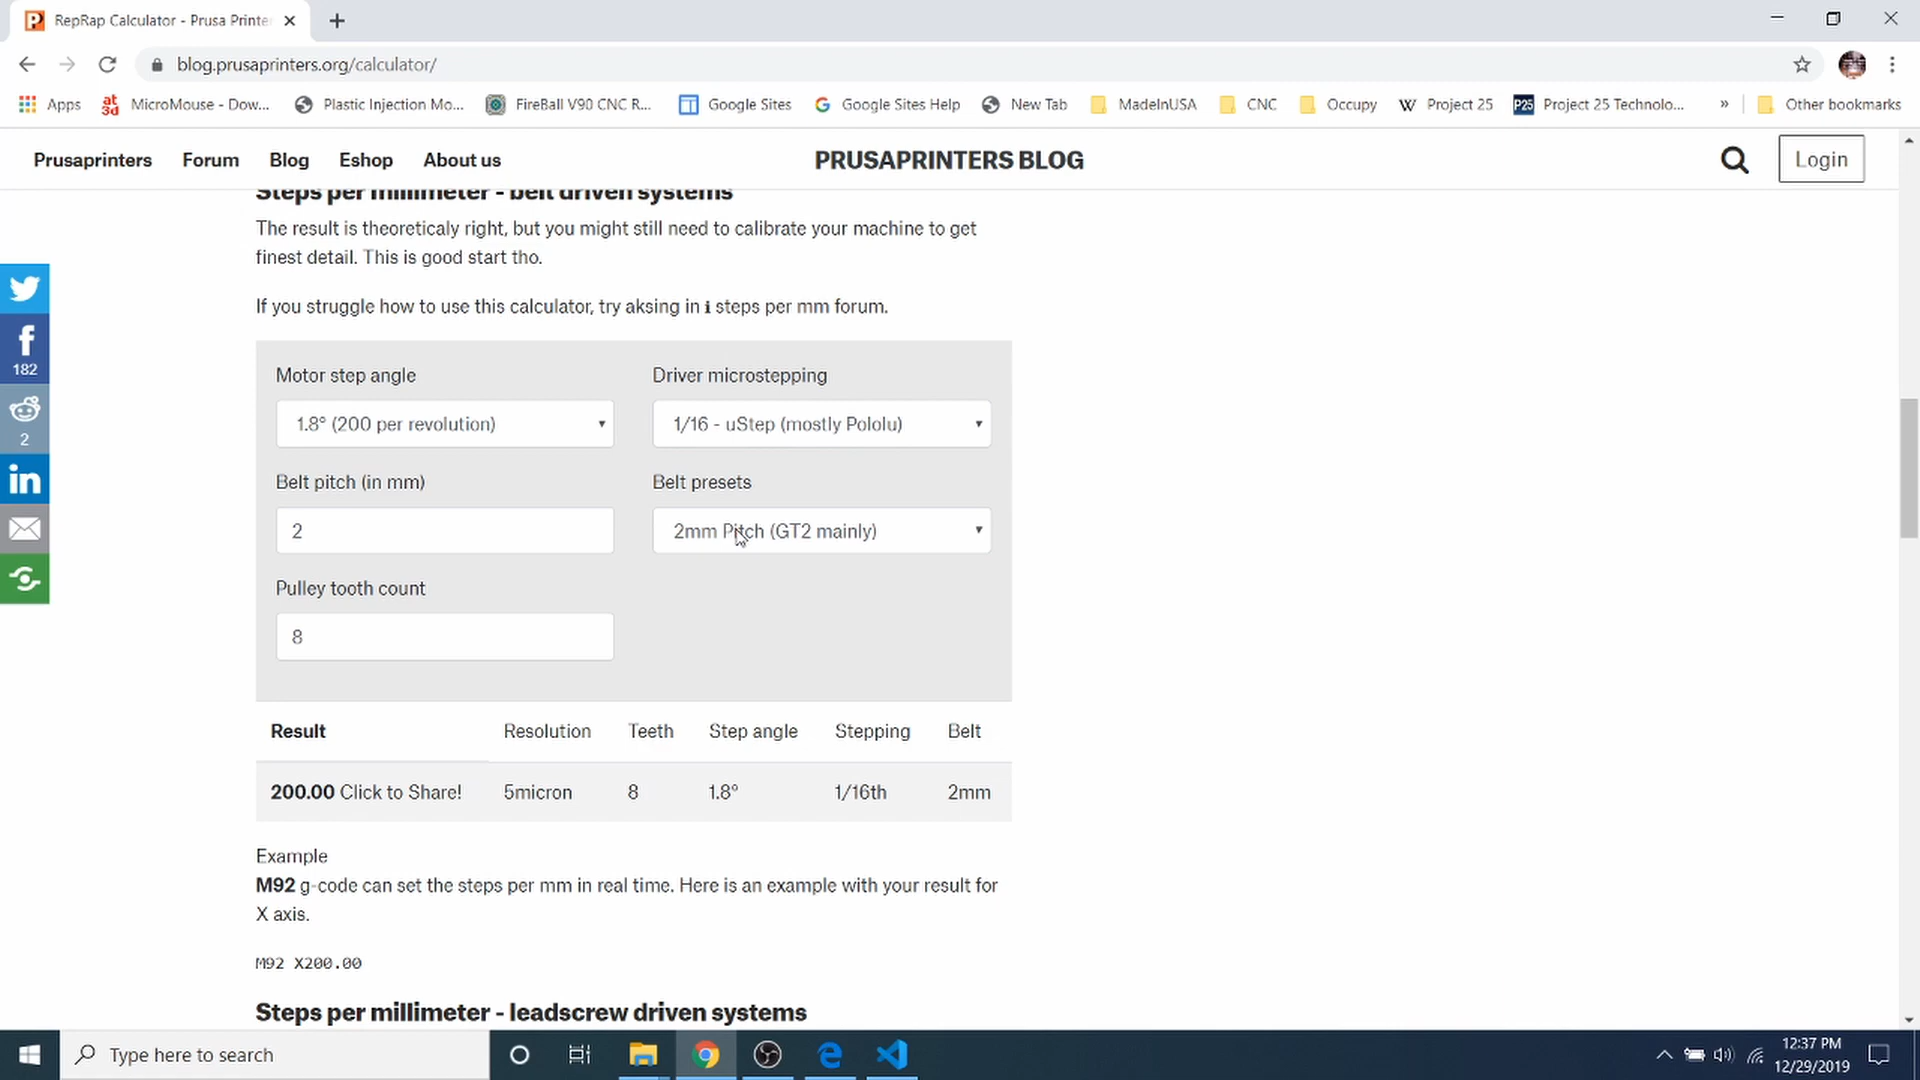 RepRap Calculator - Prusa Printe
blog.prusaprinters.org/calculator/
Apps
MicroMouse - Dow...
Plastic Injection Mo...
FireBall V90 CNC R...
Google Sites
Google Sites Help
New Tab
MadeInUSA
CNC
Occupy
Project 25
P25 Project 25 Technolo...
»
Other bookmarks
Prusaprinters
Forum
Blog
Eshop
About us
PRUSAPRINTERS BLOG
Login
Steps per millimeter - belt driven systems
The result is theoreticaly right, but you might still need to calibrate your machine to get
finest detail. This is good start tho.
If you struggle how to use this calculator, try aksing in i steps per mm forum.
182
2
Motor step angle
Driver microstepping
1.8° (200 per revolution)
1/16 - uStep (mostly Pololu)
Belt pitch (in mm)
Belt presets
2
2mm Pitch (GT2 mainly)
Pulley tooth count
8
Result Resolution Teeth Step angle Stepping Belt
200.00 Click to Share! 5micron 8 1.8° 1/16th 2mm
Example
M92 g-code can set the steps per mm in real time. Here is an example with your result for
X axis.
M92 X200.00
Steps per millimeter - leadscrew driven systems
Type here to search
12:37 PM
12/29/2019